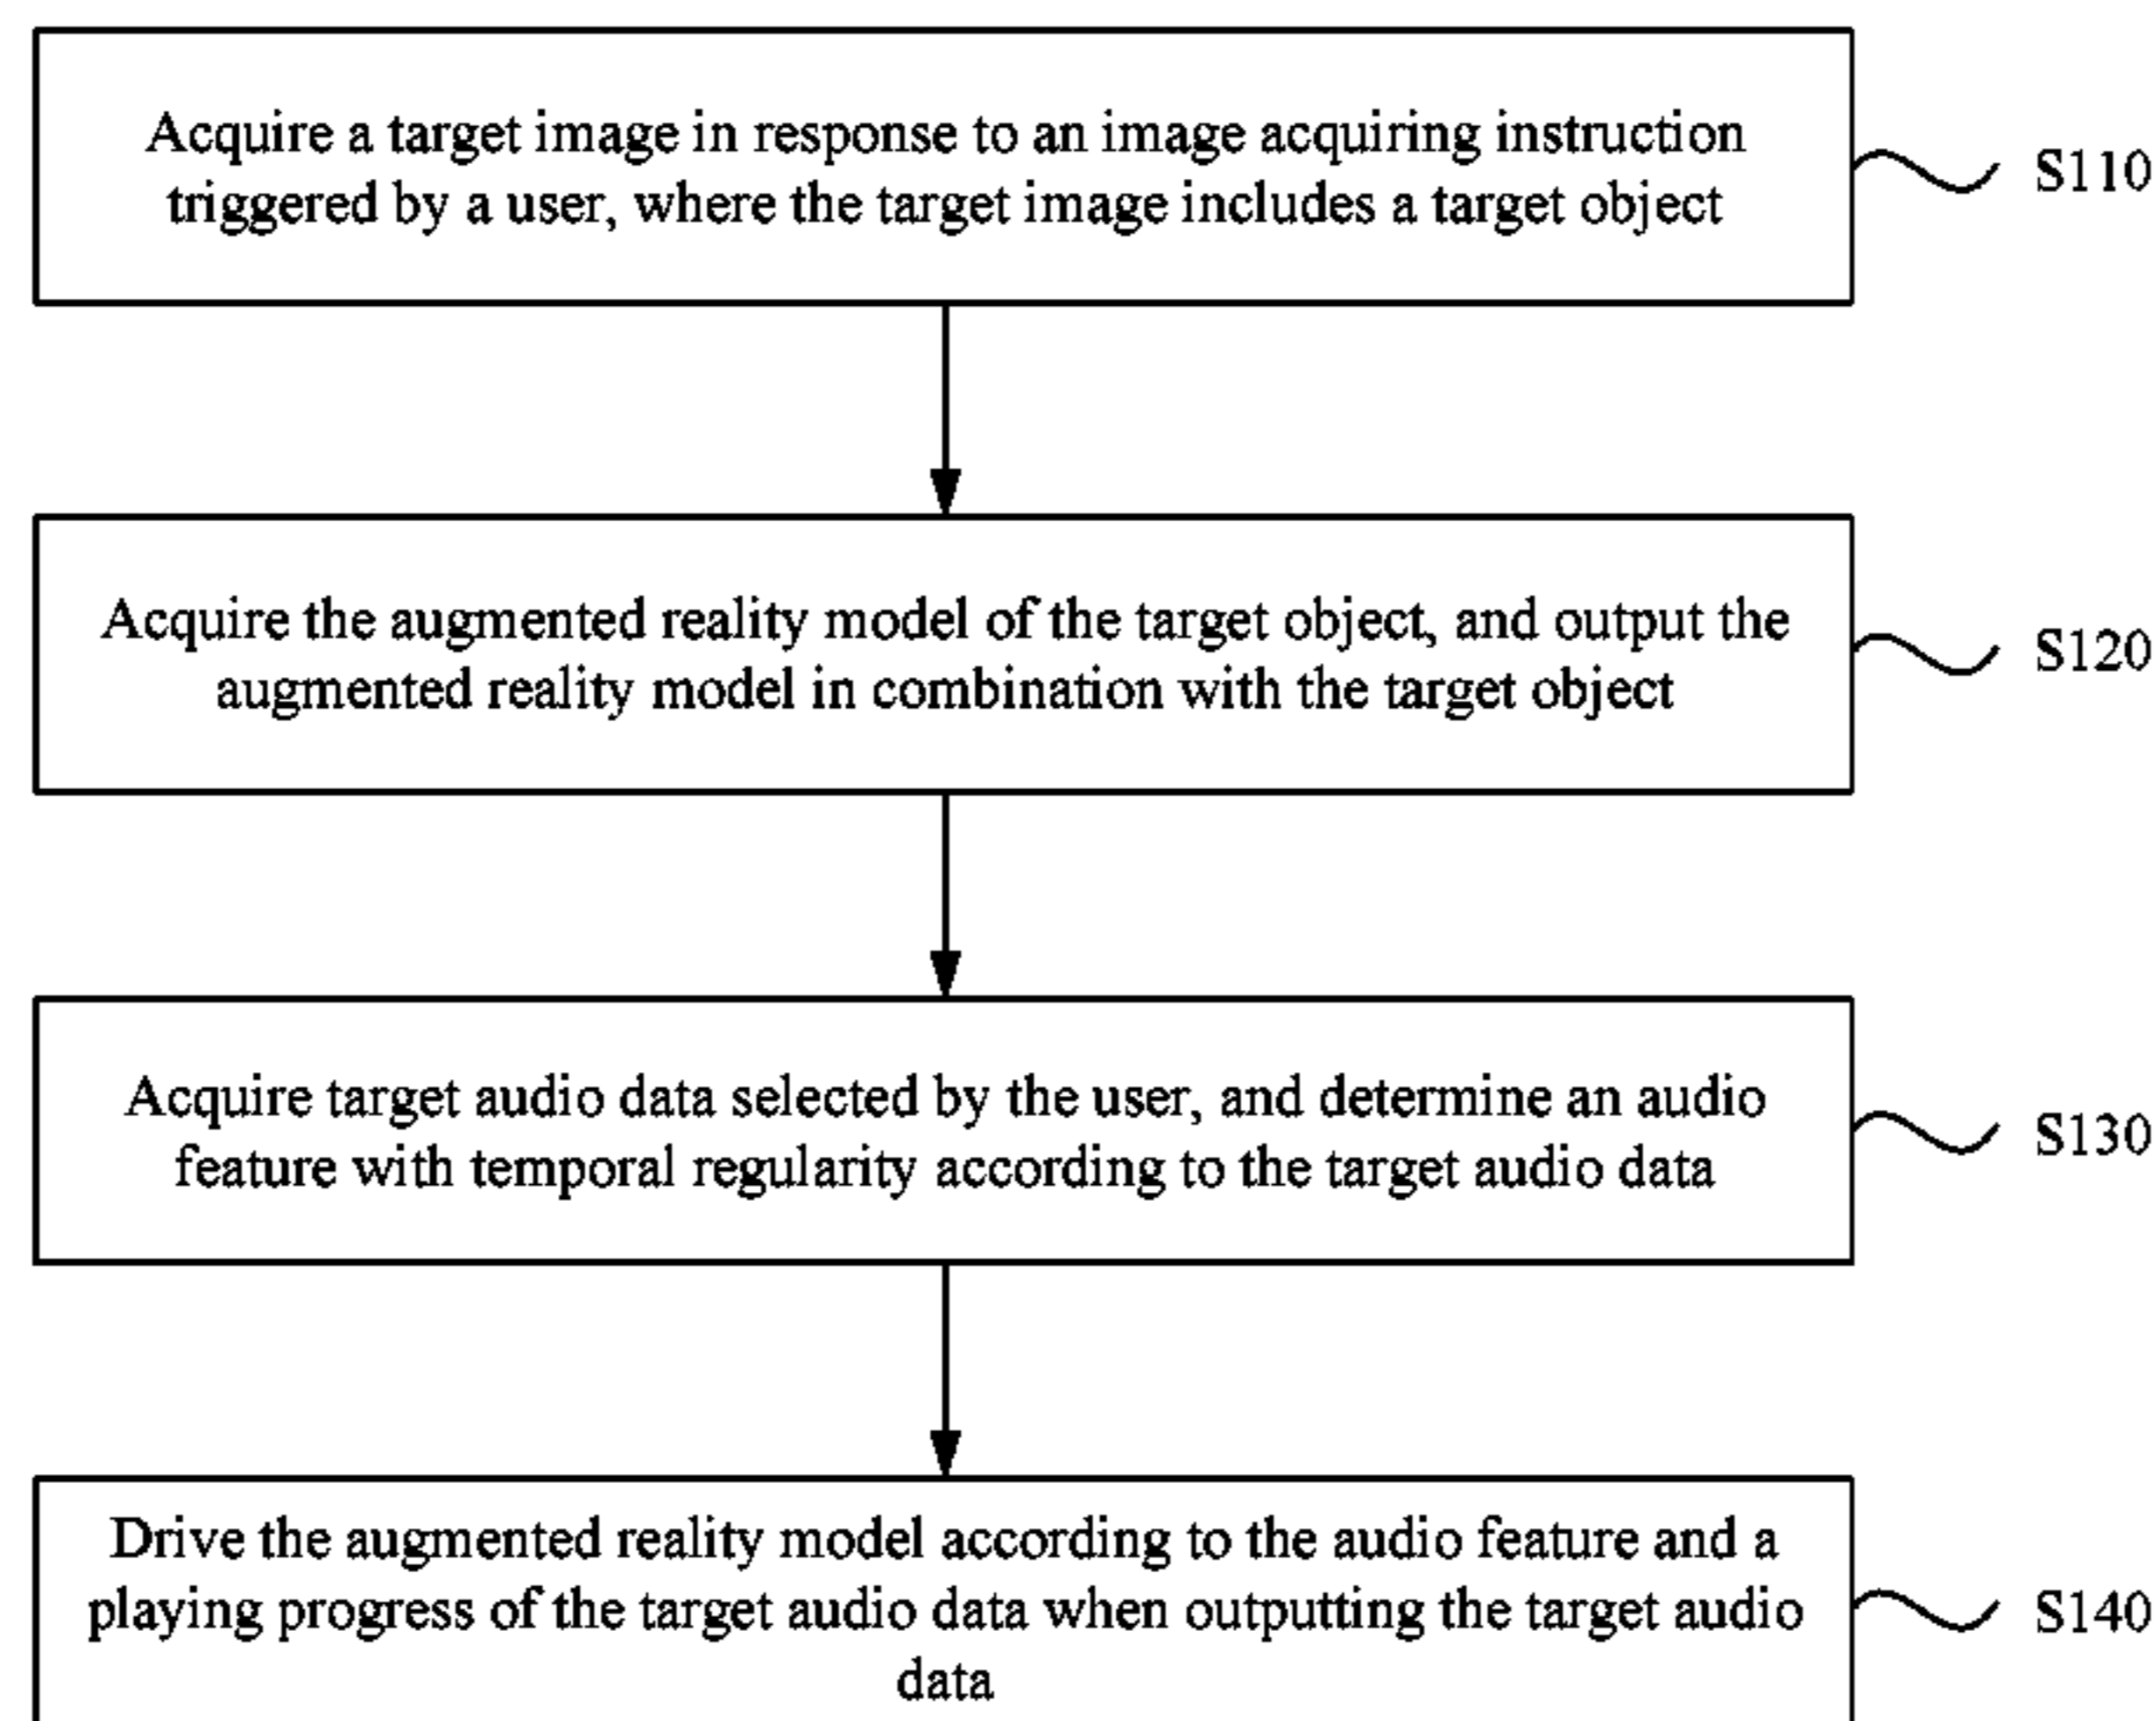 Acquire a target image in response to an image acquiring instruction
triggered by a user, where the target image includes a target object
S110
Acquire the augmented reality model of the target object, and output the
augmented reality model in combination with the target object
S120
Acquire target audio data selected by the user, and determine an audio
feature with temporal regularity according to the target audio data
S130
Drive the augmented reality model according to the audio feature and a
playing progress of the target audio data when outputting the target audio
data
S140